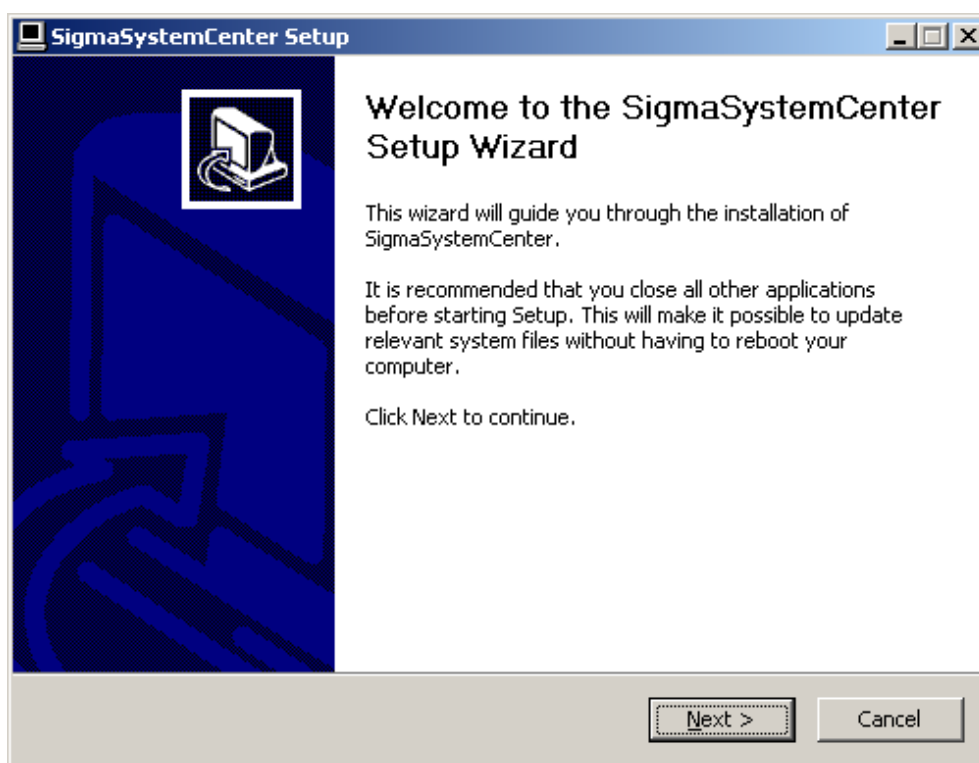 SigmaSystemCenter Setup
Welcome to the SigmaSystemCenter
Setup Wizard
This wizard will guide you through the installation of
SigmaSystemCenter.
It is recommended that you close all other applications
before starting Setup. This will make it possible to update
relevant system files without having to reboot your
computer.
Click Next to continue.
Next >
Cancel